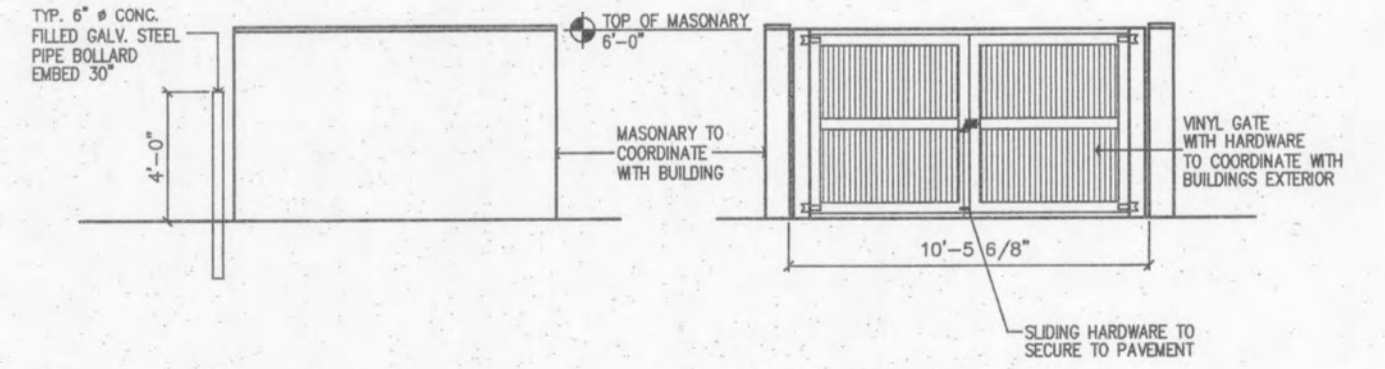 TYP. 6" ø CONC.
FILLED GALV. STEEL
PIPE BOLLARD
EMBED 30"
4'-0"
TOP OF MASONARY
6'-0"
MASONARY TO
COORDINATE
WITH BUILDING
VINYL GATE
WITH HARDWARE
TO COORDINATE WITH
BUILDINGS EXTERIOR
10'-5 6/8"
SLIDING HARDWARE TO
SECURE TO PAVEMENT